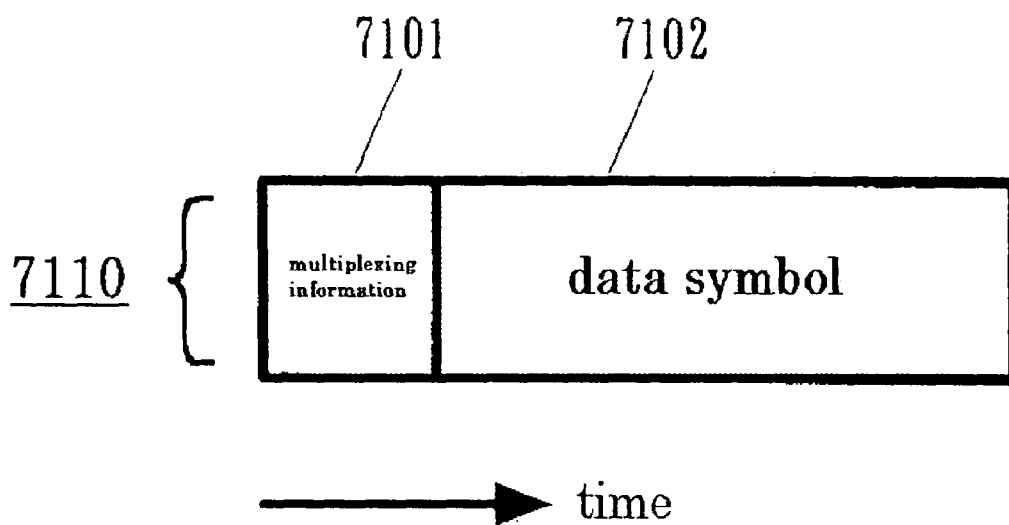 7101
7102
7110
multiplexing
information
data symbol
time